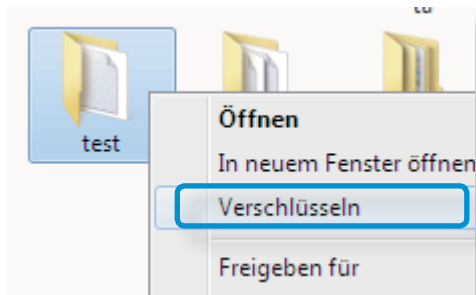 test
Öffnen
In neuem Fenster öffnen
Verschlüsseln
Freigeben für